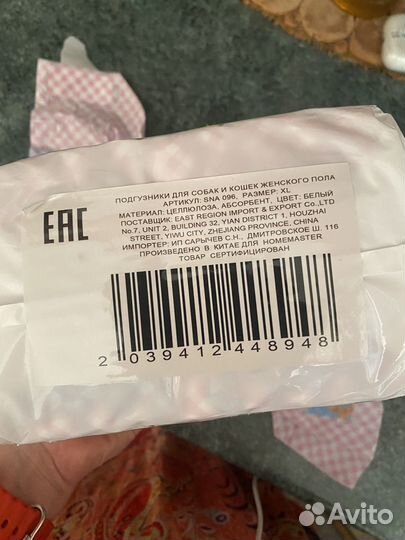 ПОДГУЗНИКИ ДЛЯ СОБАК И КОШЕК ЖЕНСКОГО ПОЛА
АРТИКУЛ: SNA 096, РАЗМЕР: XL
МАТЕРИАЛ: ЦЕЛЛЮЛОЗА, АБСОРБЕНТ, ЦВЕТ: БЕЛЫЙ
ПОСТАВЩИК: EAST REGION IMPORT & EXPORT Co.,LTD
No.7, UNIT 2, BUILDING 32, YIAN DISTRICT 1, HOUZHAI
STREET, YIWU CITY, ZHEJIANG PROVINCE, CHINA
ИМПОРТЕР: ИП САРЫЧЕВ С.Н., ДМИТРОВСКОЕ Ш. 116
ПРОИЗВЕДЕНО В КИТАЕ ДЛЯ HOMEMASTER
ТОВАР СЕРТИФИЦИРОВАН
EAC
2 039412 448948
Avito